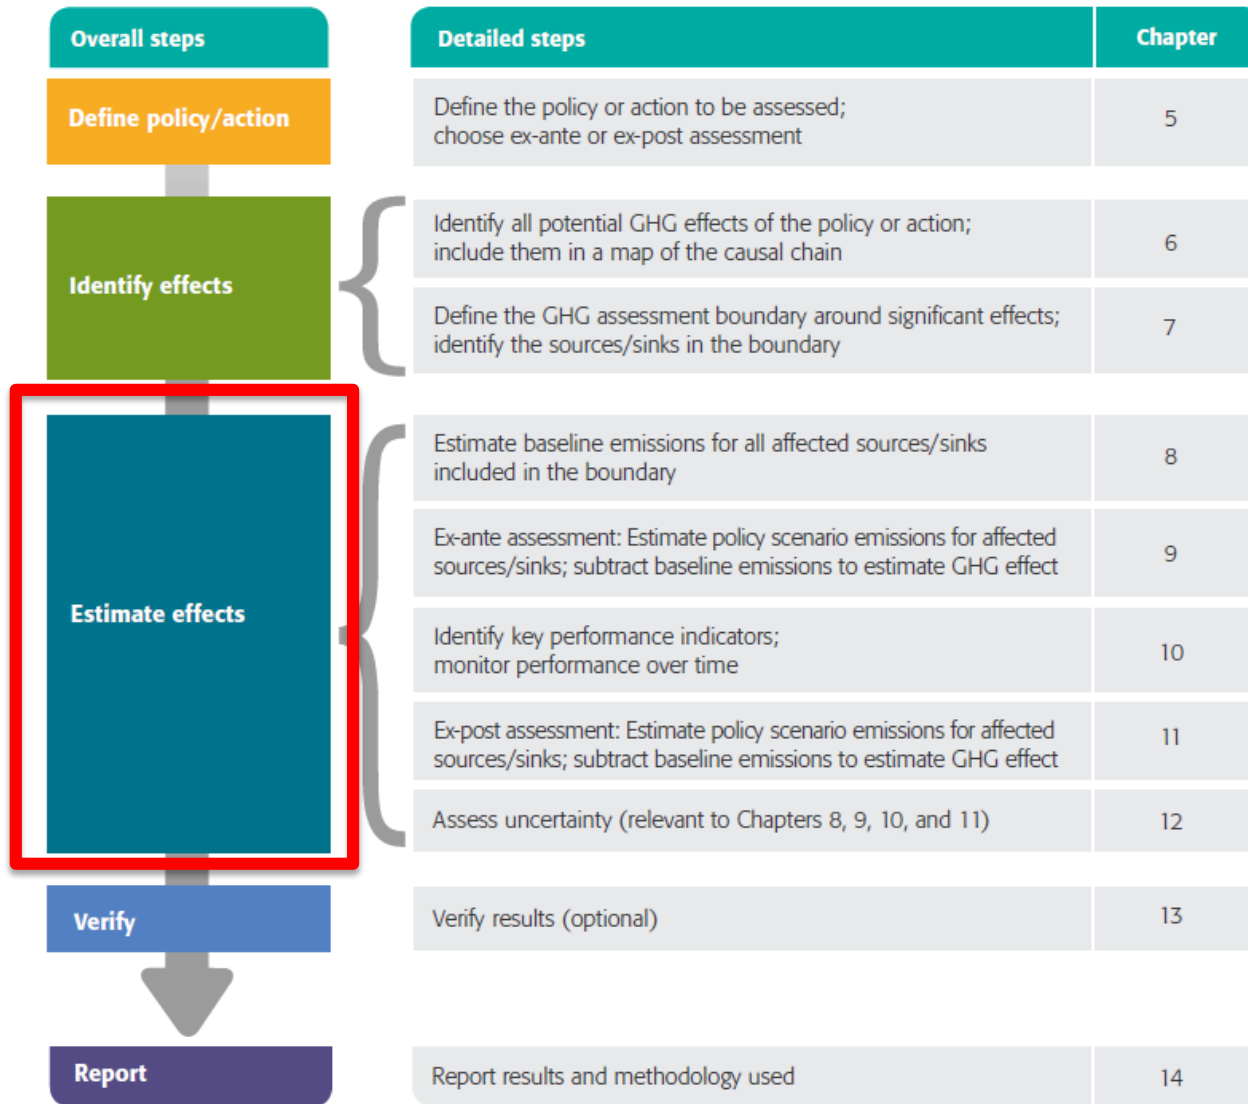 Overall steps
Detailed steps
Chapter
Define policy/action
Define the policy or action to be assessed;
choose ex-ante or ex-post assessment
5
Identify effects
Identify all potential GHG effects of the policy or action;
include them in a map of the causal chain
6
Define the GHG assessment boundary around significant effects;
identify the sources/sinks in the boundary
7
Estimate effects
Estimate baseline emissions for all affected sources/sinks
included in the boundary
8
Ex-ante assessment: Estimate policy scenario emissions for affected
sources/sinks; subtract baseline emissions to estimate GHG effect
9
Identify key performance indicators;
monitor performance over time
10
Ex-post assessment: Estimate policy scenario emissions for affected
sources/sinks; subtract baseline emissions to estimate GHG effect
11
Assess uncertainty (relevant to Chapters 8, 9, 10, and 11)
12
Verify
Verify results (optional)
13
Report
Report results and methodology used
14